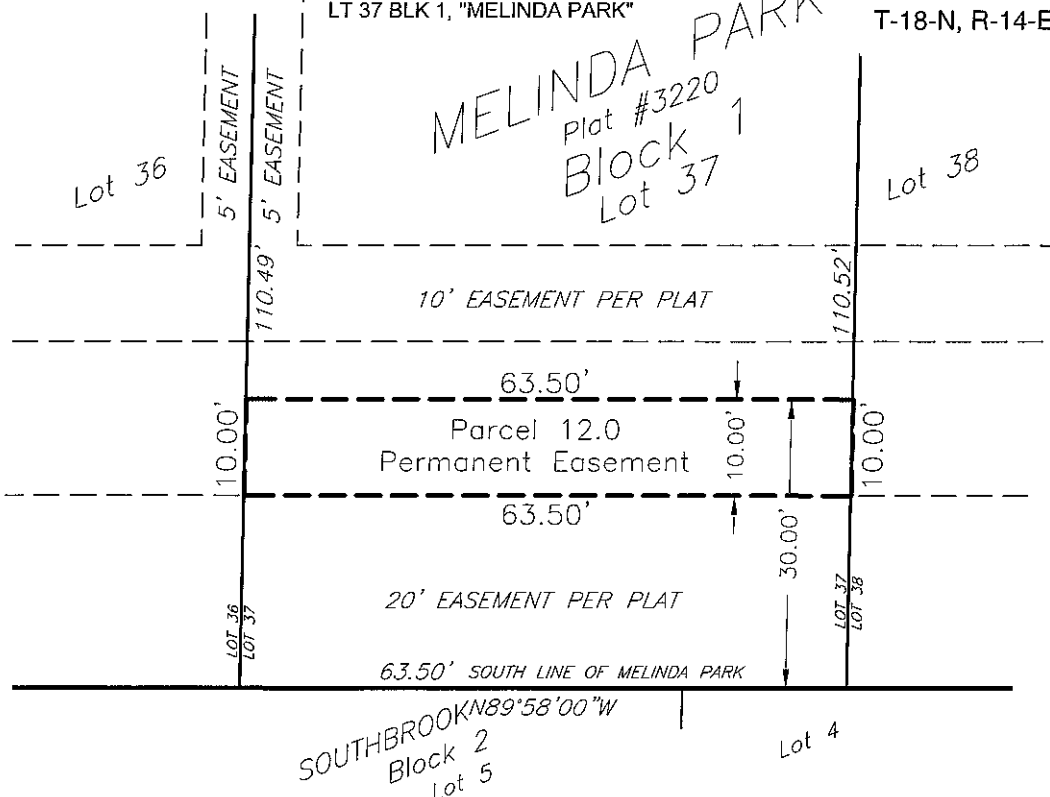 LT 37 BLK 1, "MELINDA PARK"
T-18-N, R-14-E
MELINDA PARK
Plat #3220
Block 1
Lot 37
Lot 36
5' EASEMENT
5' EASEMENT
Lot 38
110.49'
10' EASEMENT PER PLAT
110.52'
63.50'
10.00'
Parcel 12.0
Permanent Easement
10.00'
10.00'
63.50'
30.00'
20' EASEMENT PER PLAT
LOT 36
LOT 37
LOT 37
LOT 38
63.50' SOUTH LINE OF MELINDA PARK
N89°58'00"W
SOUTHBROOK
Block 2
Lot 5
Lot 4